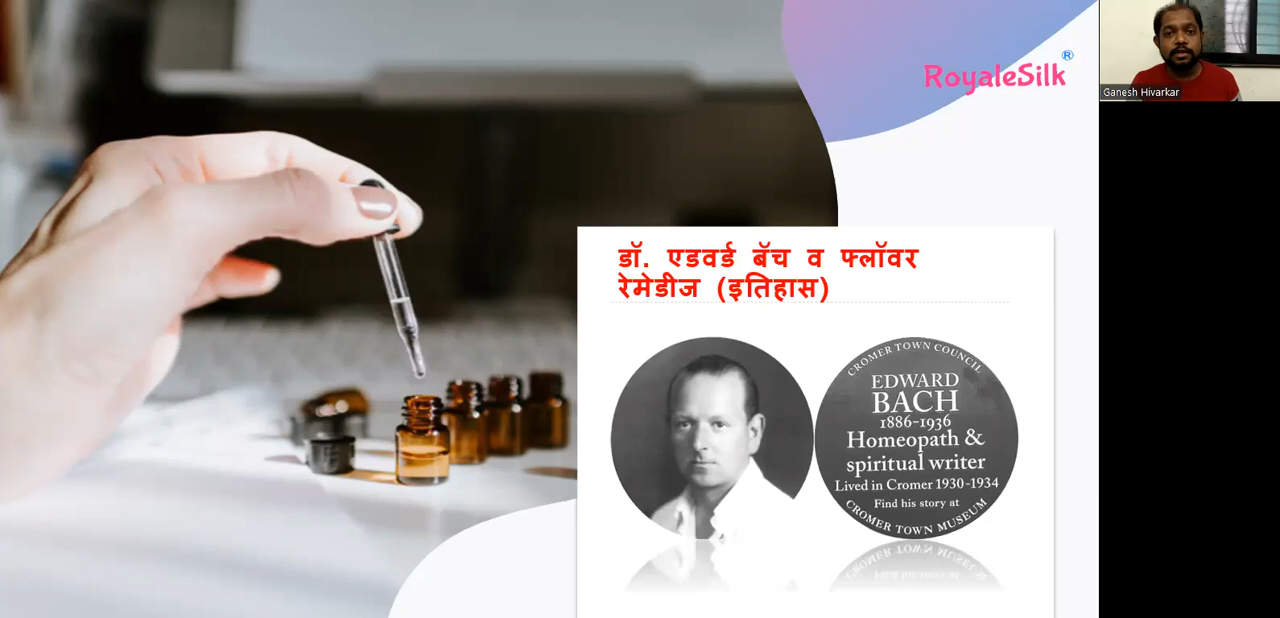 RoyaleSilk®
Ganesh Hivarkar
डॉ. एडवर्ड बॅच व फ्लॉवर
रेमेडीज (इतिहास)
CROMER TOWN COUNCIL
EDWARD
BACH
1886-1936
Homeopath &
spiritual writer
Lived in Cromer 1930-1934
Find his story at
CROMER TOWN MUSEUM